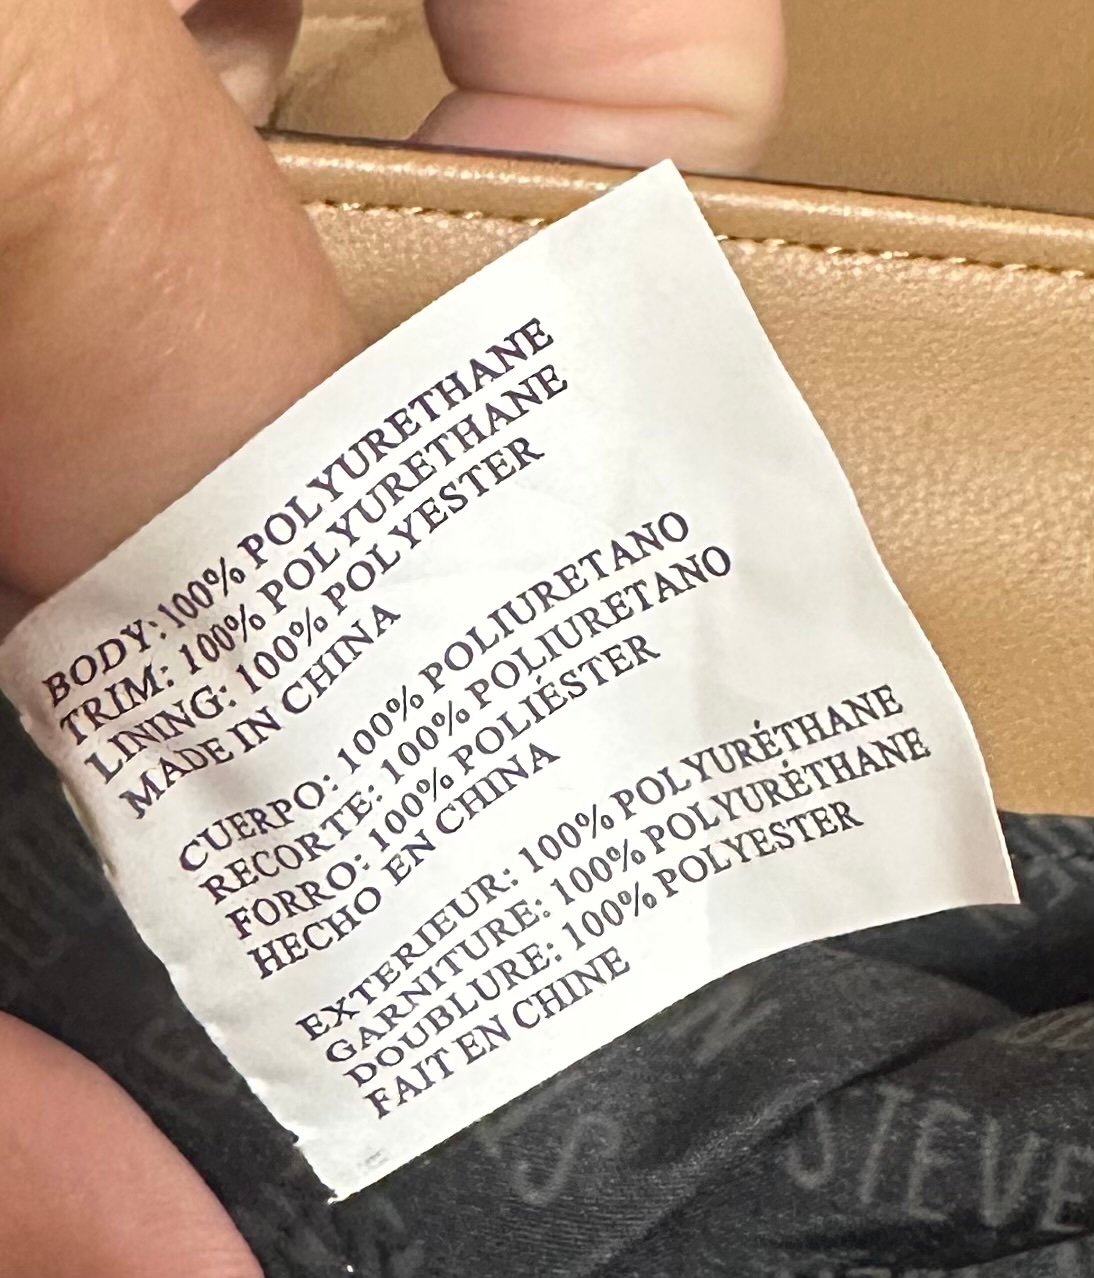 BODY: 100% POLYURETHANE
TRIM: 100% POLYURETHANE
LINING: 100% POLYESTER
MADE IN CHINA
CUERPO: 100% POLIURETANO
RECORTE: 100% POLIURETANO
FORRO: 100% POLIÉSTER
HECHO EN CHINA
EXTERIEUR: 100% POLYURÉTHANE
GARNITURE: 100% POLYURÉTHANE
DOUBLURE: 100% POLYESTER
FAIT EN CHINE
STEVE